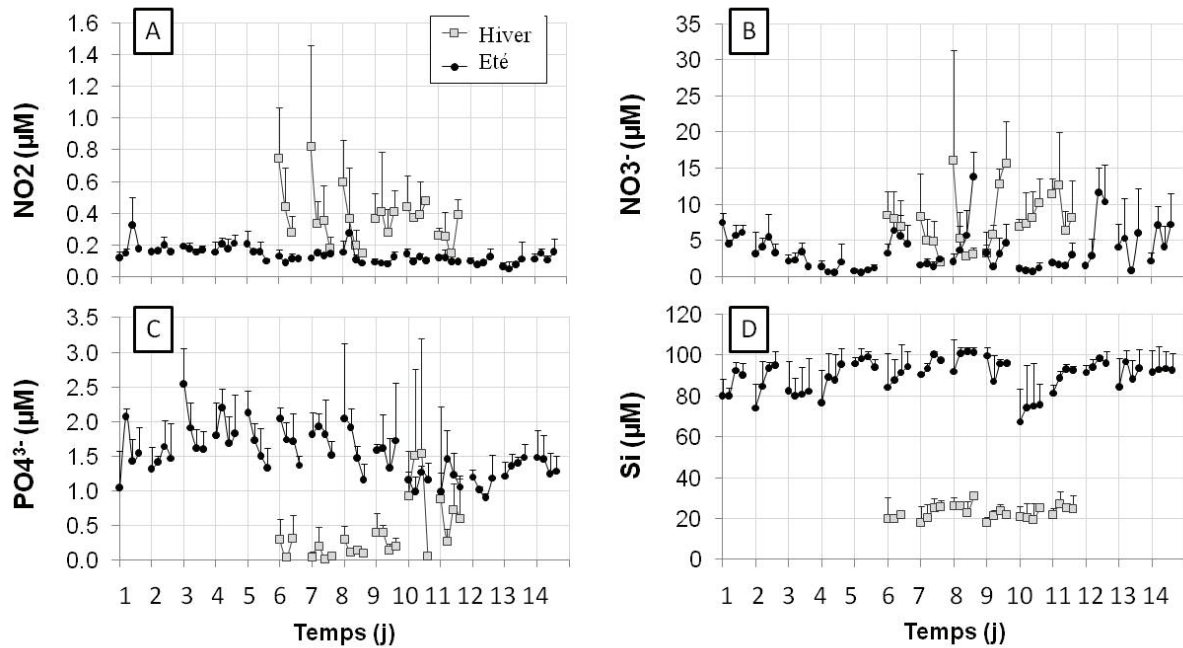 A
Hiver
Eté
1.6
1.4
1.2
1.0
0.8
0.6
0.4
0.2
0.0
NO2 (µM)
B
35
30
25
20
15
10
5
0
NO3- (µM)
C
3.5
3.0
2.5
2.0
1.5
1.0
0.5
0.0
PO4³- (µM)
1 2 3 4 5 6 7 8 9 10 11 12 13 14
Temps (j)
D
120
100
80
60
40
20
0
Si (µM)
1 2 3 4 5 6 7 8 9 10 11 12 13 14
Temps (j)